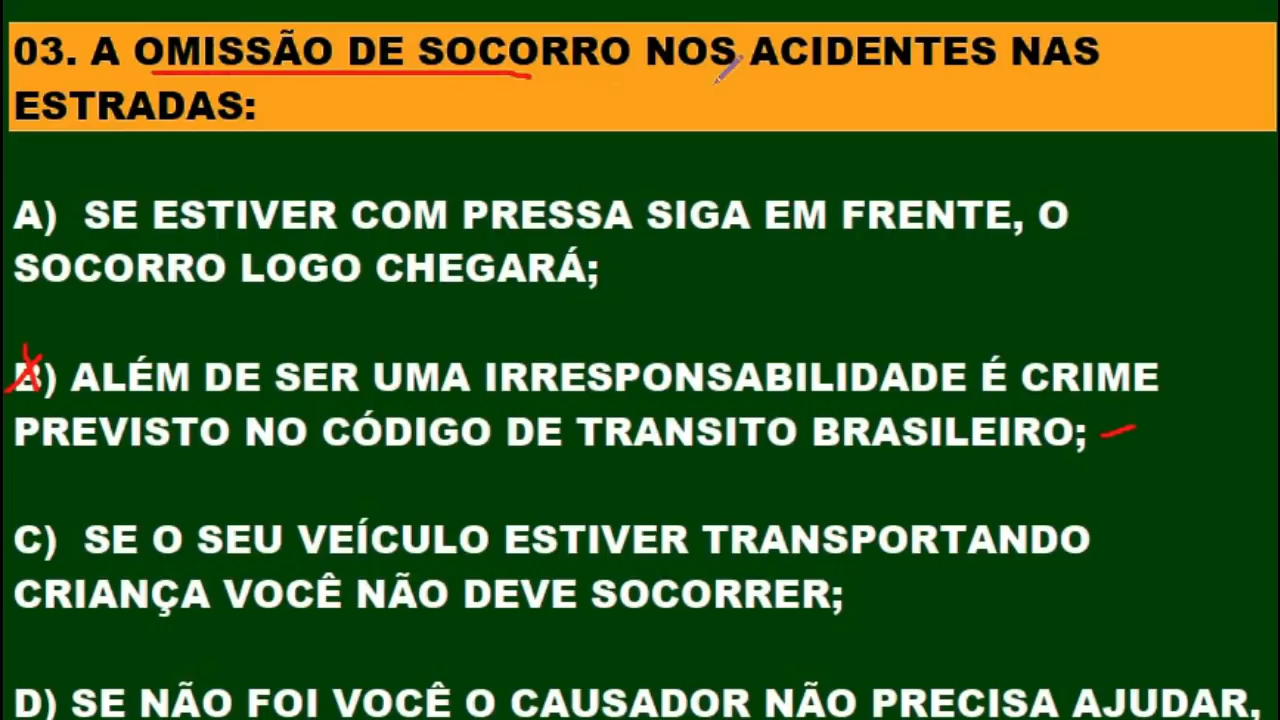 03. A OMISSÃO DE SOCORRO NOS ACIDENTES NAS
ESTRADAS:
A) SE ESTIVER COM PRESSA SIGA EM FRENTE, O
SOCORRO LOGO CHEGARÁ;
B) ALÉM DE SER UMA IRRESPONSABILIDADE É CRIME
PREVISTO NO CÓDIGO DE TRANSITO BRASILEIRO;
C) SE O SEU VEÍCULO ESTIVER TRANSPORTANDO
CRIANÇA VOCÊ NÃO DEVE SOCORRER;
D) SE NÃO FOI VOCÊ O CAUSADOR NÃO PRECISA AJUDAR,